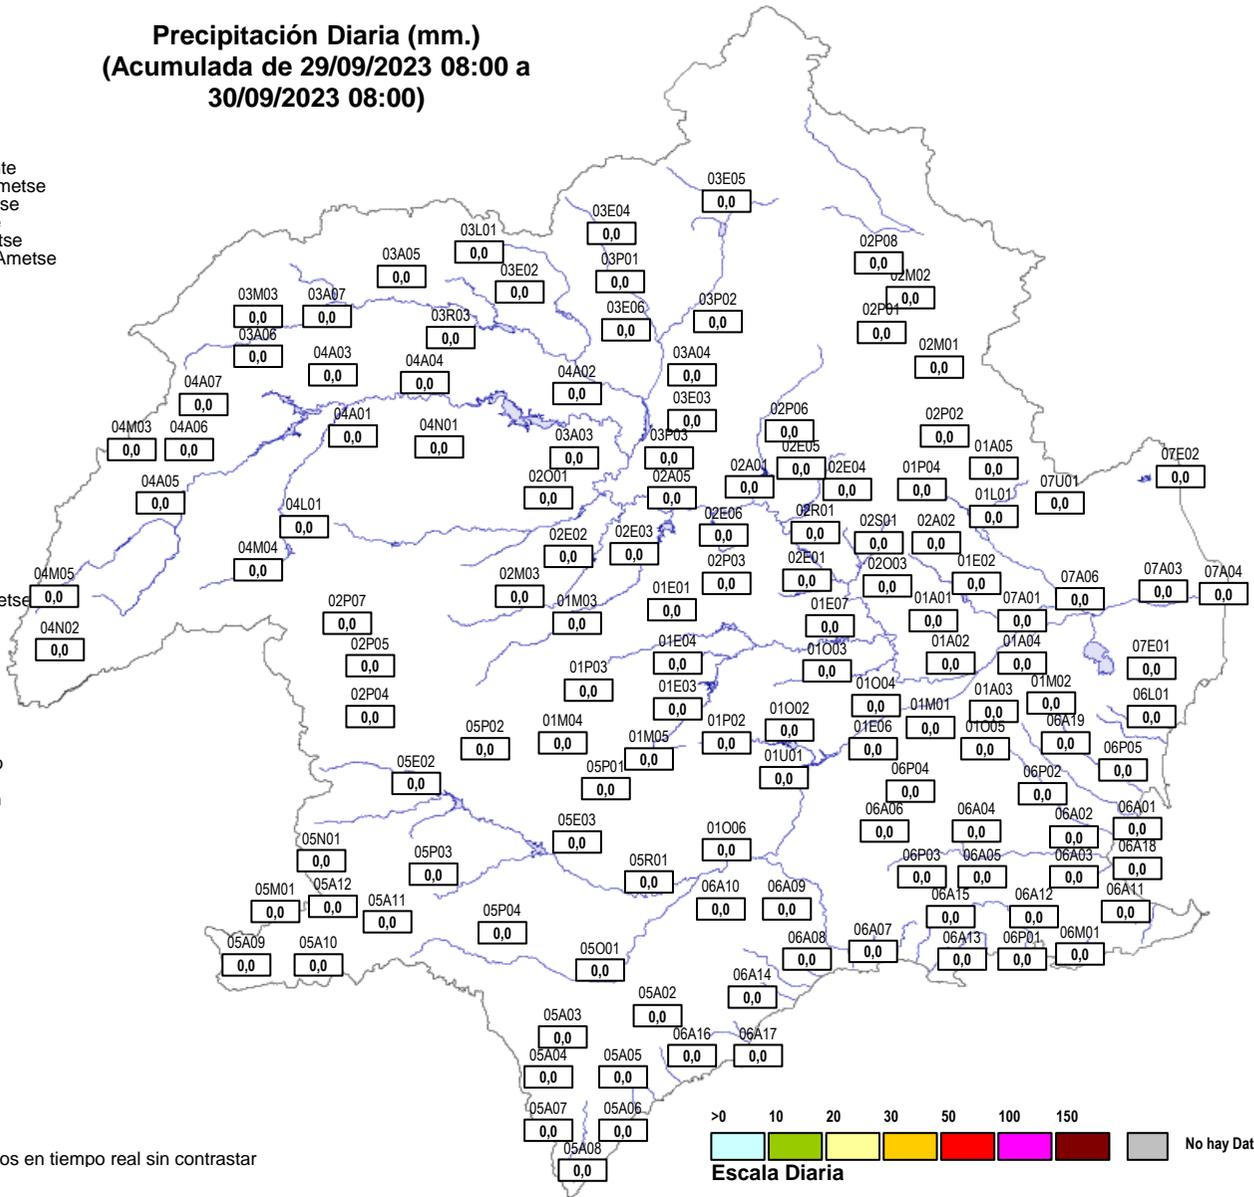 Precipitación Diaria (mm.)
(Acumulada de 29/09/2023 08:00 a
30/09/2023 08:00)
03E05
0,0
03E04
0,0
03L01
0,0
03A05
0,0
03E02
0,0
03P01
0,0
02P08
0,0
02M02
0,0
03M03
0,0
03A07
0,0
03R03
0,0
03E06
0,0
03P02
0,0
02P01
0,0
03A06
0,0
04A03
0,0
04A04
0,0
04A02
0,0
03A04
0,0
02M01
0,0
04A07
0,0
03E03
0,0
04M03
0,0
04A06
0,0
04A01
0,0
04N01
0,0
03A03
0,0
03P03
0,0
02P06
0,0
02P02
0,0
02E05
0,0
01A05
0,0
07E02
0,0
04A05
0,0
02O01
0,0
02A05
0,0
02A01
0,0
02E04
0,0
01P04
0,0
01L01
0,0
07U01
0,0
04L01
0,0
02E06
0,0
02R01
0,0
02S01
0,0
02A02
0,0
02E02
0,0
02E03
0,0
04M04
0,0
04M05
0,0
02M03
0,0
02P03
0,0
02E01
0,0
02O03
0,0
01E02
0,0
07A06
0,0
07A03
0,0
07A04
0,0
04N02
0,0
02P07
0,0
01M03
0,0
01E01
0,0
01E07
0,0
01A01
0,0
07A01
0,0
02P05
0,0
01E04
0,0
01O03
0,0
01A02
0,0
01A04
0,0
07E01
0,0
02P04
0,0
01P03
0,0
01E03
0,0
01O04
0,0
01A03
0,0
01M02
0,0
06L01
0,0
05P02
0,0
01M04
0,0
01M05
0,0
01P02
0,0
01O02
0,0
01E06
0,0
01M01
0,0
01O05
0,0
06A19
0,0
06P05
0,0
05E02
0,0
05P01
0,0
01U01
0,0
06P04
0,0
06P02
0,0
05E03
0,0
01O06
0,0
06A06
0,0
06A04
0,0
06A02
0,0
06A01
0,0
05N01
0,0
05P03
0,0
05R01
0,0
06P03
0,0
06A05
0,0
06A03
0,0
06A18
0,0
05M01
0,0
05A12
0,0
05A11
0,0
06A10
0,0
06A09
0,0
06A15
0,0
06A12
0,0
06A11
0,0
05A09
0,0
05A10
0,0
05P04
0,0
05O01
0,0
06A08
0,0
06A07
0,0
06A13
0,0
06P01
0,0
06M01
0,0
05A02
0,0
06A14
0,0
05A03
0,0
06A16
0,0
06A17
0,0
05A04
0,0
05A05
0,0
05A07
0,0
05A06
0,0
05A08
0,0
>0 10 20 30 50 100 150
No hay Dat
Escala Diaria
os en tiempo real sin contrastar